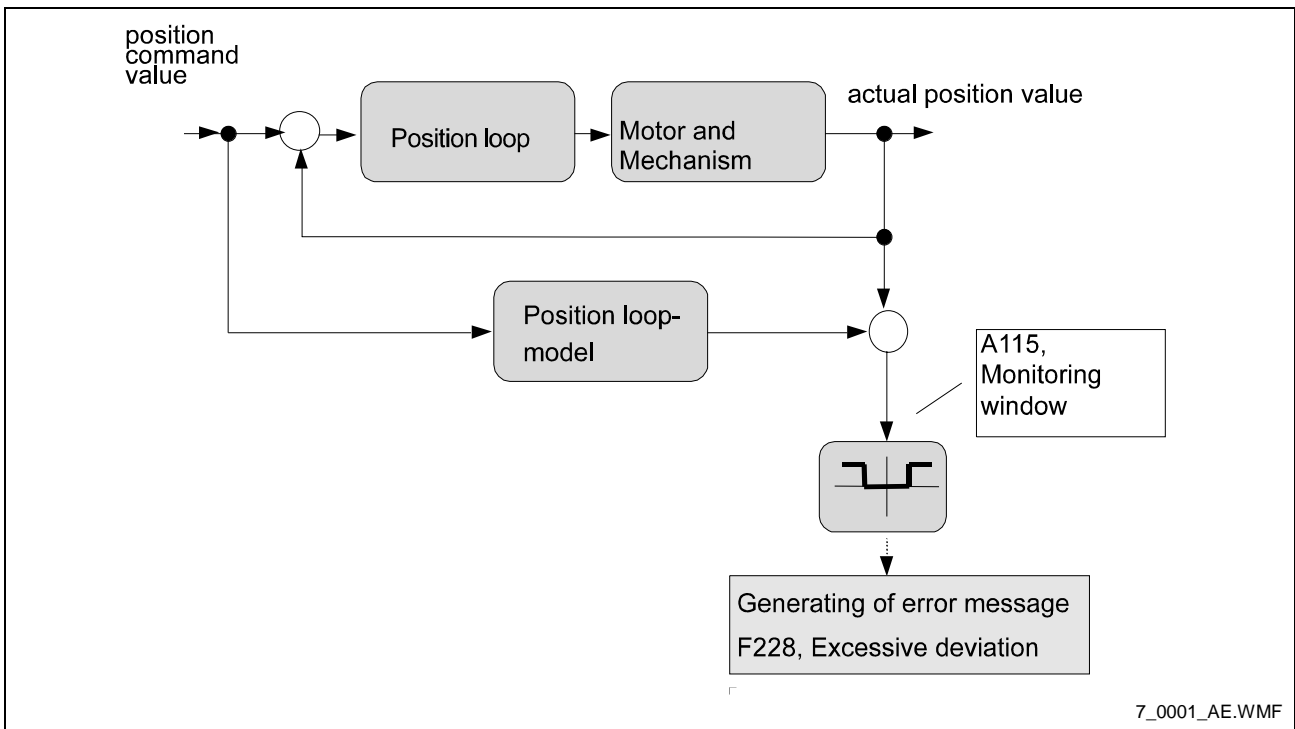 position
command
value
actual position value
Position loop
Motor and
Mechanism
Position loop-
model
A115,
Monitoring
window
Generating of error message
F228, Excessive deviation
7_0001_AE.WMF